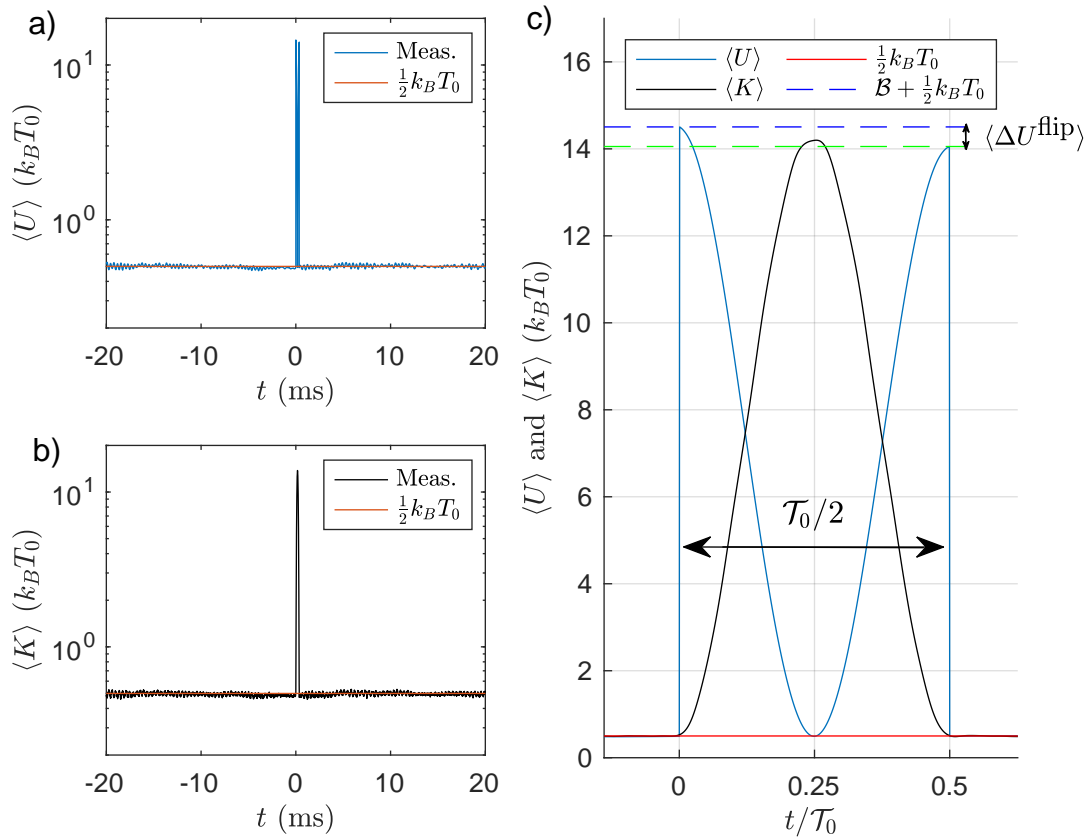 a)
⟨U⟩ (k_BT_0)
10^1
10^0
Meas.
½k_BT_0
-20 -10 0 10 20
t (ms)
b)
⟨K⟩ (k_BT_0)
10^1
10^0
Meas.
½k_BT_0
-20 -10 0 10 20
t (ms)
c)
⟨U⟩ and ⟨K⟩ (k_BT_0)
16
14
12
10
8
6
4
2
0
⟨U⟩ ½k_BT_0
⟨K⟩ ℬ + ½k_BT_0
⟨ΔU^flip⟩
𝒯_0/2
0 0.25 0.5
t/𝒯_0